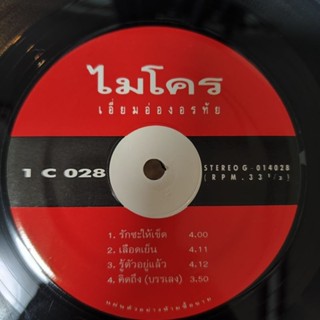 ไมโคร
เอี่ยมอ่องอรทัย
1 C 028
STEREO G - 014028
(RPM. 33 1/3)
1. รักซะให้เข็ด 4.00
2. เลือดเย็น 4.11
3. รู้ตัวอยู่แล้ว 4.12
4. คิดถึง (บรรเลง) 3.50